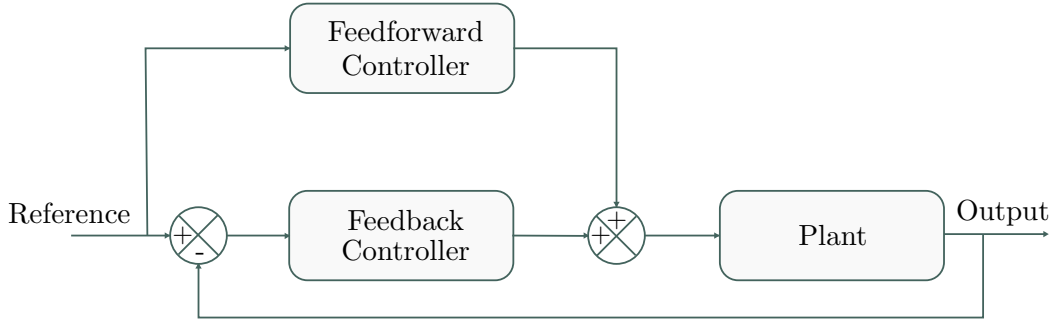 Feedforward
Controller
Reference
+
-
Feedback
Controller
+
+
Plant
Output